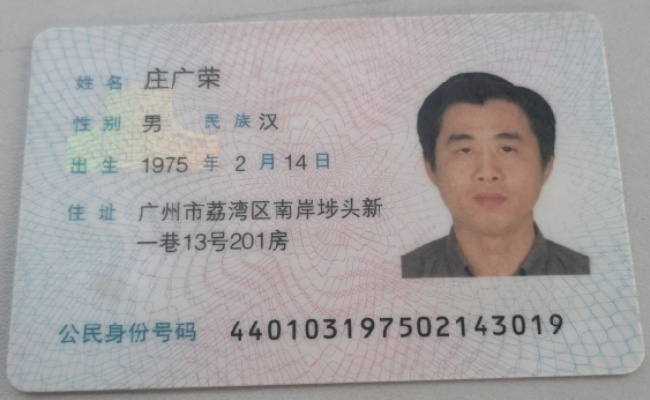 姓名 庄广荣
性别 男 民族 汉
出生 1975 年 2 月 14 日
住址 广州市荔湾区南岸埗头新
一巷13号201房
公民身份号码 440103197502143019